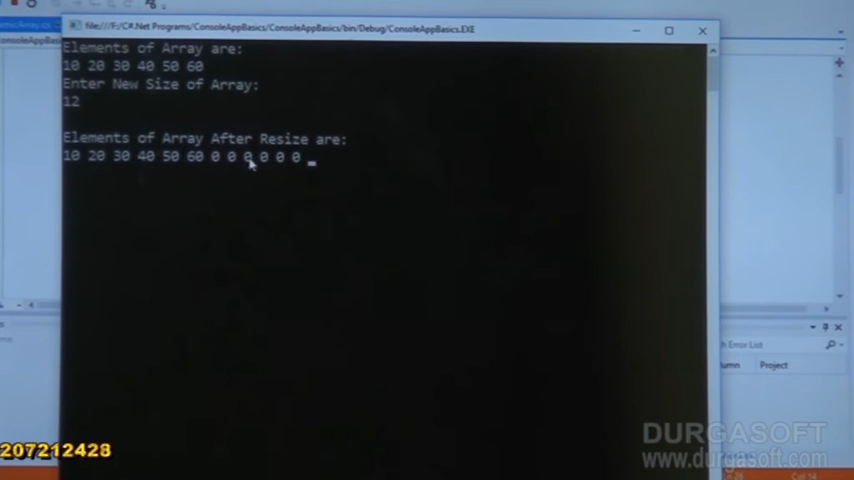 file:///F:/C#.Net Programs/ConsoleAppBasics/ConsoleAppBasics/bin/Debug/ConsoleAppBasics.EXE
Elements of Array are:
10 20 30 40 50 60
Enter New Size of Array:
12
Elements of Array After Resize are:
10 20 30 40 50 60 0 0 0 0 0 0
Error List
Project
207212428
DURGASOFT
www.durgasoft.com